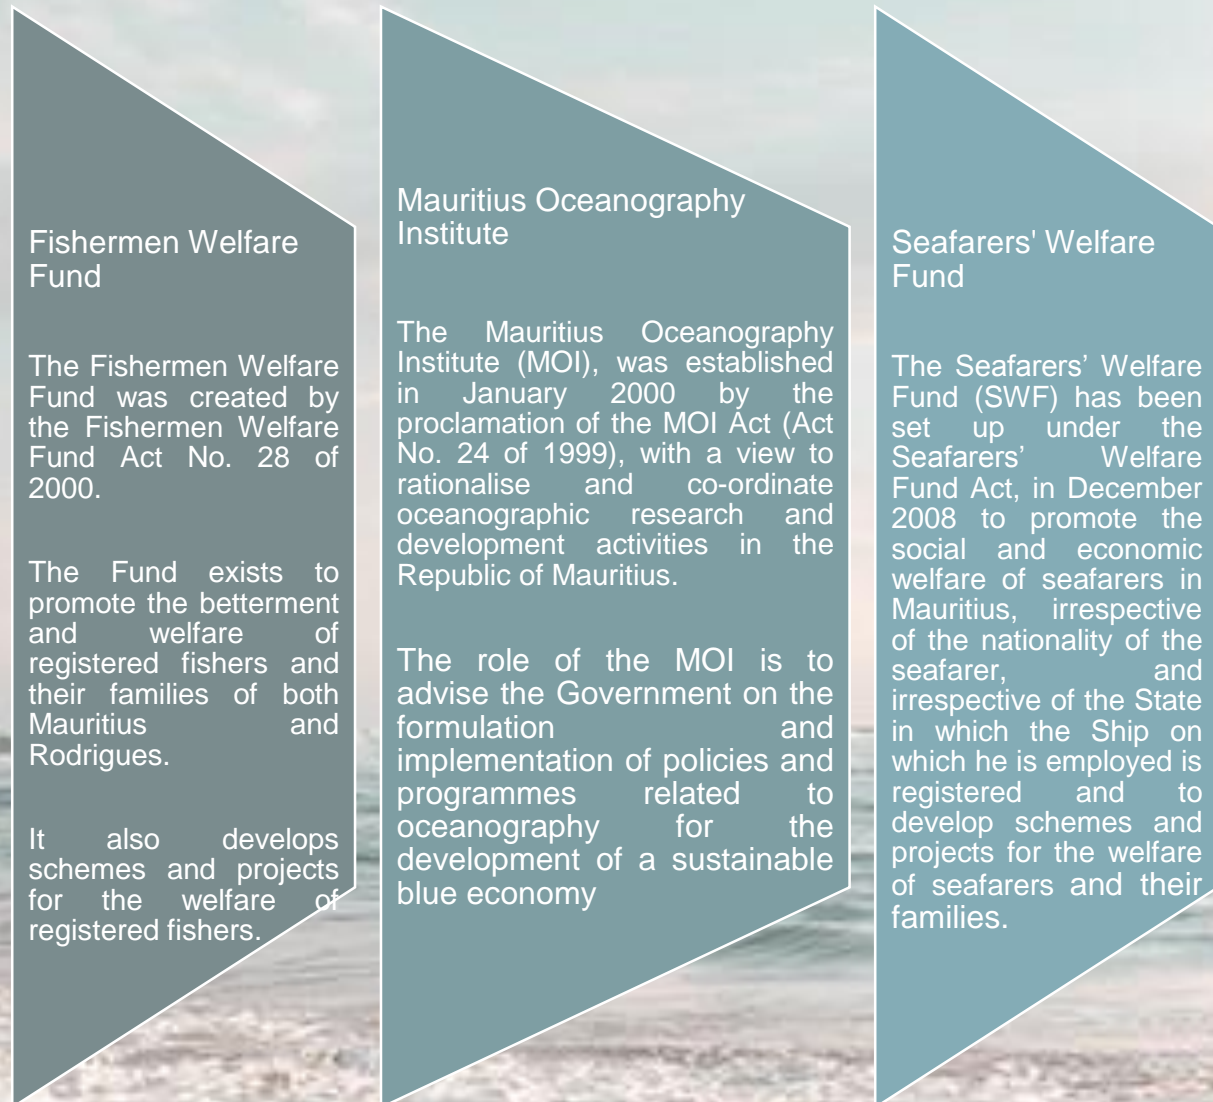 Fishermen Welfare
Fund
The Fishermen Welfare
Fund was created by
the Fishermen Welfare
Fund Act No. 28 of
2000.
The Fund exists to
promote the betterment
and welfare of
registered fishers and
their families of both
Mauritius and
Rodrigues.
It also develops
schemes and projects
for the welfare of
registered fishers.
Mauritius Oceanography
Institute
The Mauritius Oceanography
Institute (MOI), was established
in January 2000 by the
proclamation of the MOI Act (Act
No. 24 of 1999), with a view to
rationalise and co-ordinate
oceanographic research and
development activities in the
Republic of Mauritius.
The role of the MOI is to
advise the Government on the
formulation and
implementation of policies and
programmes related to
oceanography for the
development of a sustainable
blue economy
Seafarers' Welfare
Fund
The Seafarers’ Welfare
Fund (SWF) has been
set up under the
Seafarers’ Welfare
Fund Act, in December
2008 to promote the
social and economic
welfare of seafarers in
Mauritius, irrespective
of the nationality of the
seafarer, and
irrespective of the State
in which the Ship on
which he is employed is
registered and to
develop schemes and
projects for the welfare
of seafarers and their
families.